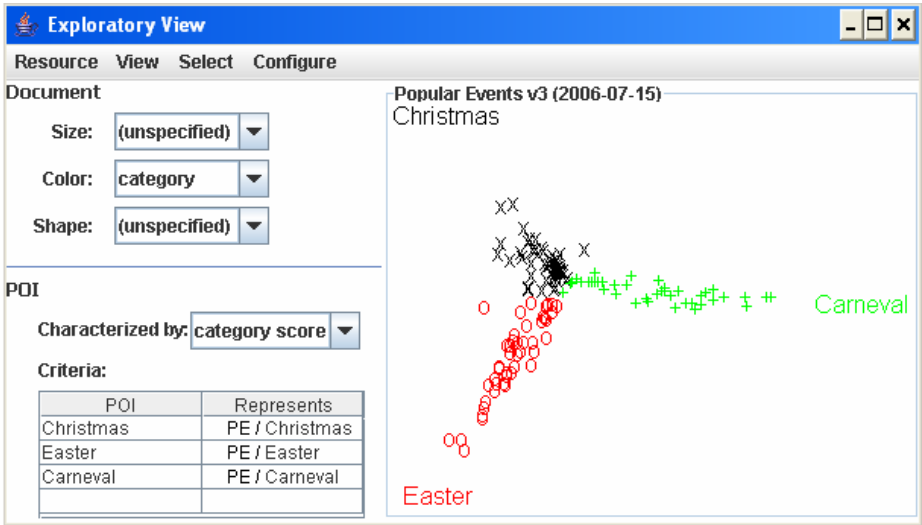 Exploratory View
Resource View Select Configure
Document
Size: (unspecified)
Color: category
Shape: (unspecified)
POI
Characterized by: category score
Criteria:
POI Represents
Christmas PE / Christmas
Easter PE / Easter
Carneval PE / Carneval
Popular Events v3 (2006-07-15)
Christmas
Carneval
Easter